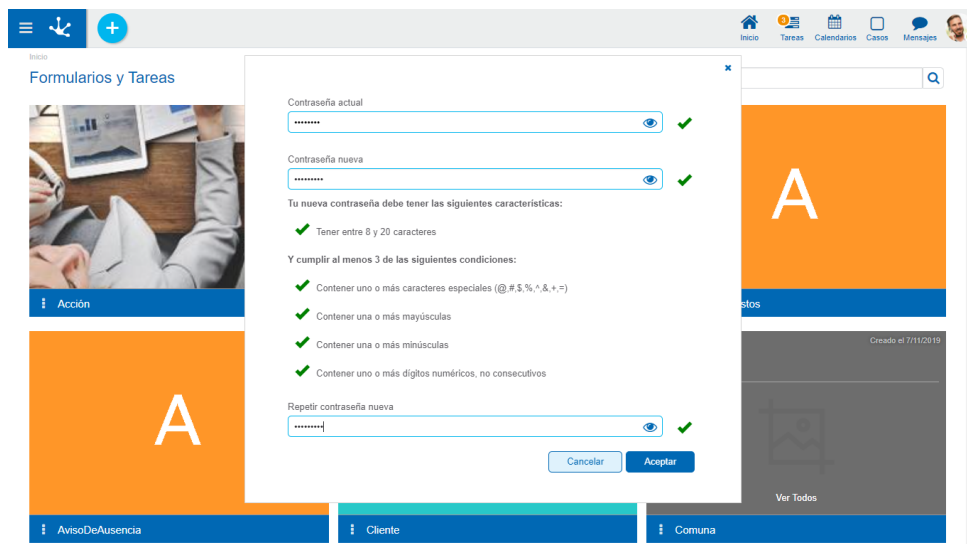 Inicio
3
Tareas
Calendarios
Casos
Mensajes
Inicio
Formularios y Tareas
Contraseña actual
••••••••
Contraseña nueva
•••••••••
Tu nueva contraseña debe tener las siguientes características:
Tener entre 8 y 20 caracteres
Y cumplir al menos 3 de las siguientes condiciones:
Contener uno o más caracteres especiales (@,#,$,%,^,&,+,=)
Contener una o más mayúsculas
Contener una o más minúsculas
Contener uno o más dígitos numéricos, no consecutivos
Repetir contraseña nueva
•••••••••
Cancelar
Aceptar
A
Acción
stos
A
Creado el 7/11/2019
Ver Todos
AvisoDeAusencia
Cliente
Comuna